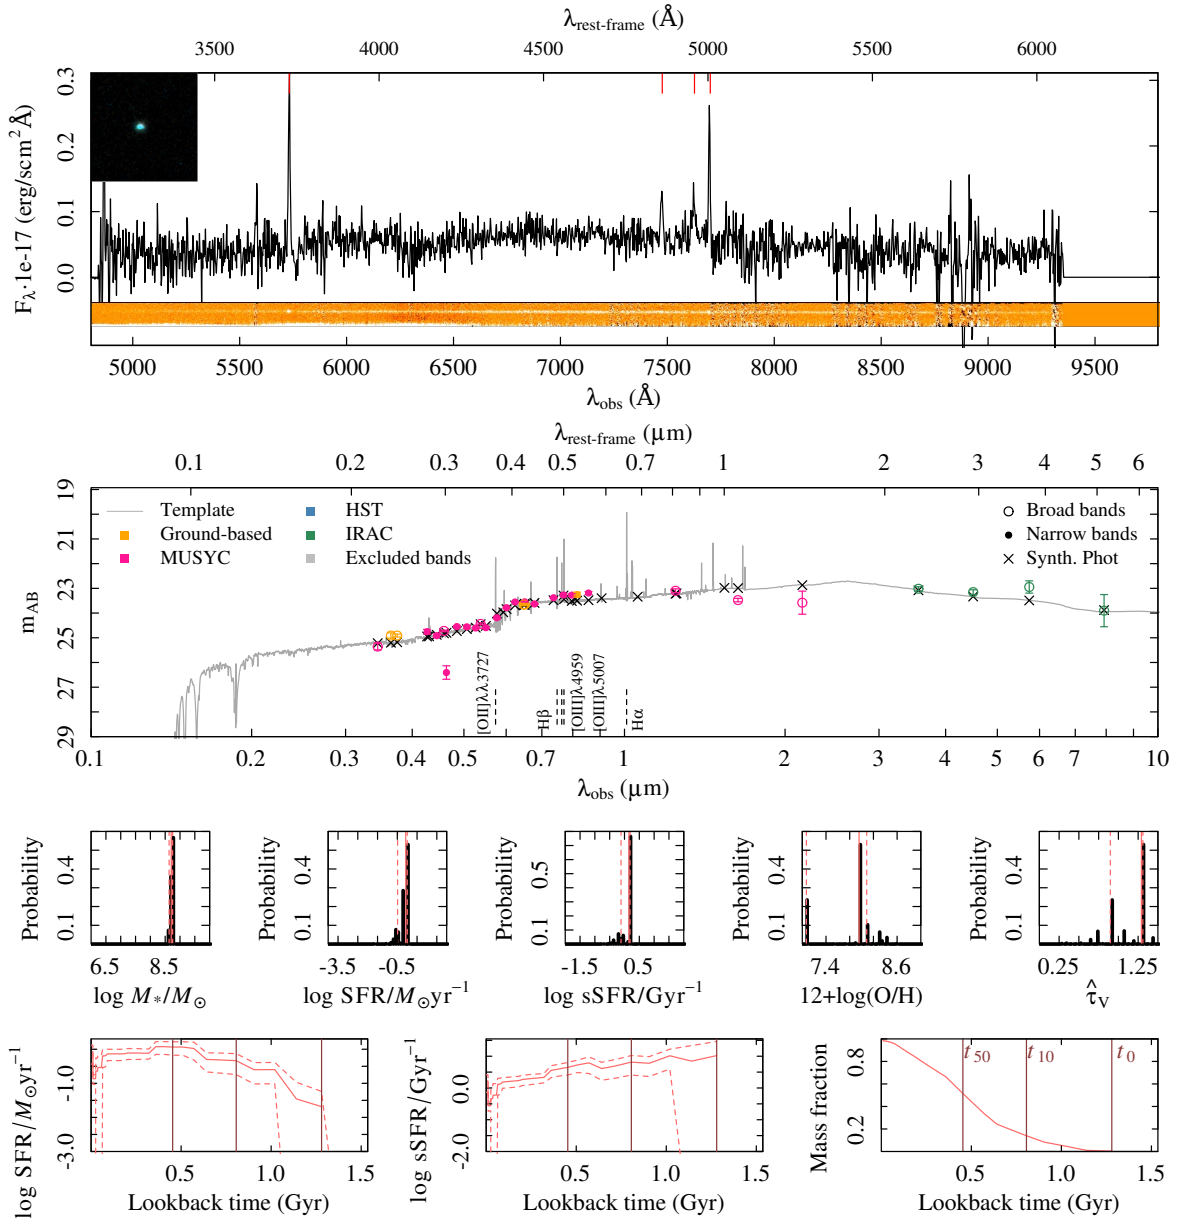 λrest-frame (Å)
3500 4000 4500 5000 5500 6000
Fλ·1e-17 (erg/scm² Å)
0.0 0.1 0.2 0.3
5000 5500 6000 6500 7000 7500 8000 8500 9000 9500
λobs (Å)
λrest-frame (μm)
0.1 0.2 0.3 0.4 0.5 0.7 1 2 3 4 5 6
mAB
19 21 23 25 27 29
Template
Ground-based
MUSYC
HST
IRAC
Excluded bands
Broad bands
Narrow bands
Synth. Phot
[OII]λλ3727
Hβ
[OIII]λ4959
[OIII]λ5007
Hα
0.1 0.2 0.3 0.4 0.5 0.7 1 2 3 4 5 6 7 10
λobs (μm)
Probability
0.1 0.4
6.5 8.5
log M*/M⊙
Probability
0.1 0.4
-3.5 -0.5
log SFR/M⊙yr⁻¹
Probability
0.1 0.5
-1.5 0.5
log sSFR/Gyr⁻¹
Probability
0.1 0.4
7.4 8.6
12+log(O/H)
Probability
0.1 0.4
0.25 1.25
τ̂V
log SFR/M⊙yr⁻¹
-3.0 -1.0
0.5 1.0 1.5
Lookback time (Gyr)
log sSFR/Gyr⁻¹
-2.0 0.0
0.5 1.0 1.5
Lookback time (Gyr)
Mass fraction
0.2 0.8
t50 t10 t0
0.5 1.0 1.5
Lookback time (Gyr)